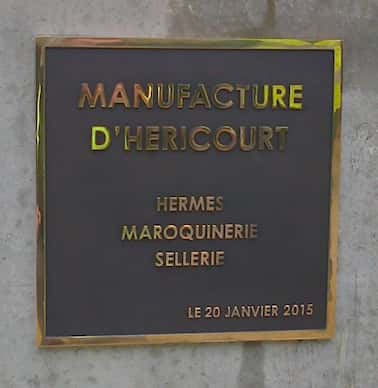 MANUFACTURE
D'HERICOURT
HERMES
MAROQUINERIE
SELLERIE
LE 20 JANVIER 2015